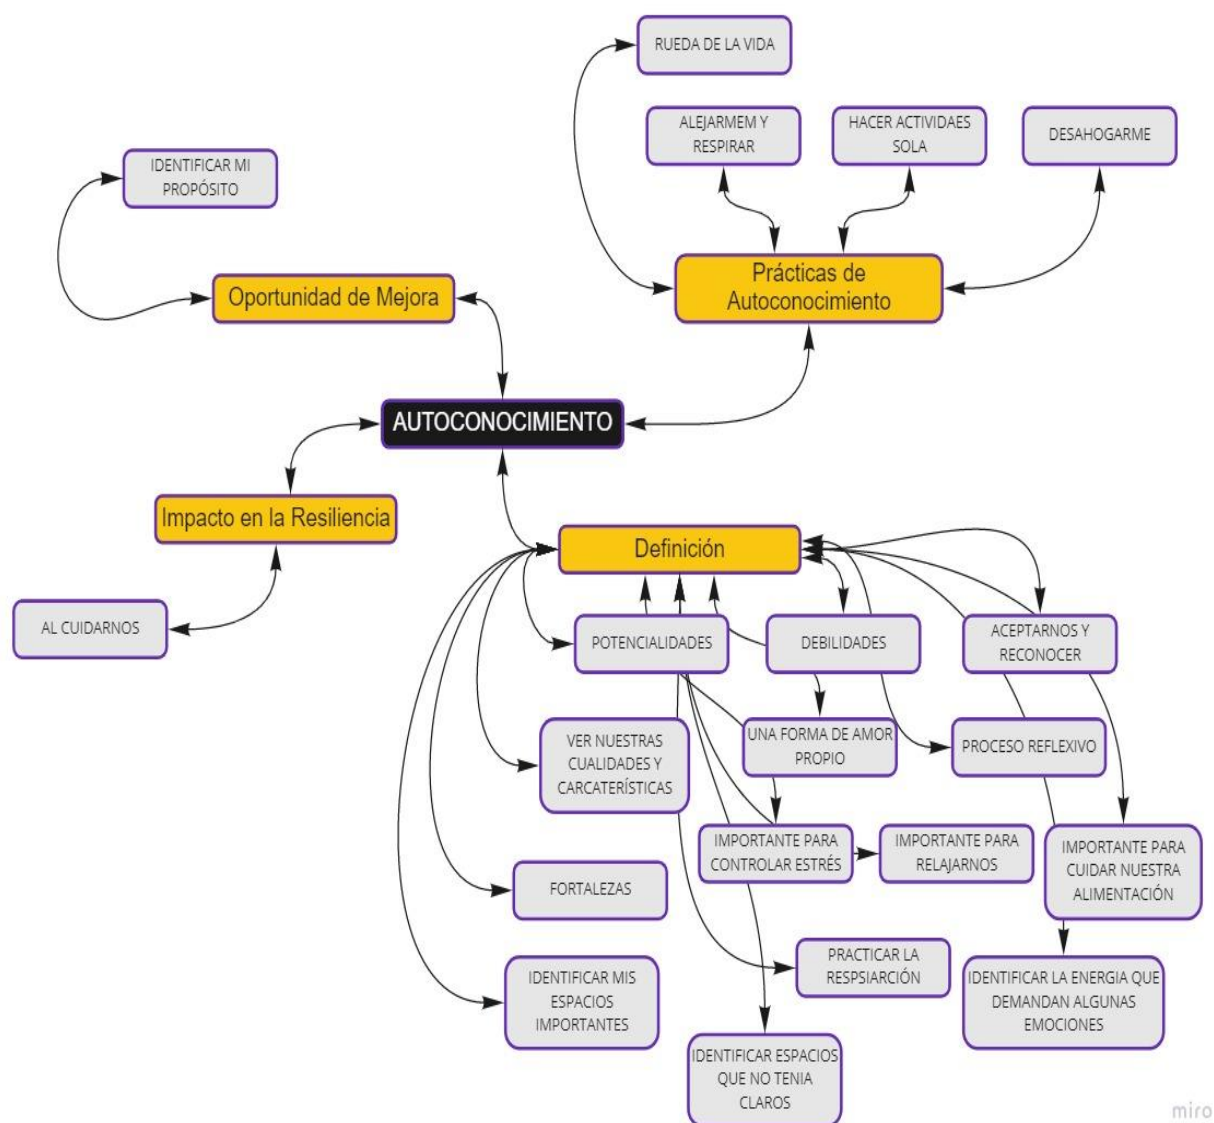 RUEDA DE LA VIDA
ALEJARMEM Y
RESPIRAR
HACER ACTIVIDAES
SOLA
DESAHOGARME
IDENTIFICAR MI
PROPÓSITO
Prácticas de
Autoconocimiento
Oportunidad de Mejora
AUTOCONOCIMIENTO
Impacto en la Resiliencia
AL CUIDARNOS
Definición
POTENCIALIDADES
DEBILIDADES
ACEPTARNOS Y
RECONOCER
VER NUESTRAS
CUALIDADES Y
CARCATERÍSTICAS
UNA FORMA DE AMOR
PROPIO
PROCESO REFLEXIVO
IMPORTANTE PARA
CONTROLAR ESTRÉS
IMPORTANTE PARA
RELAJARNOS
IMPORTANTE PARA
CUIDAR NUESTRA
ALIMENTACIÓN
FORTALEZAS
IDENTIFICAR MIS
ESPACIOS
IMPORTANTES
PRACTICAR LA
RESPSIARCIÓN
IDENTIFICAR LA ENERGIA QUE
DEMANDAN ALGUNAS
EMOCIONES
IDENTIFICAR ESPACIOS
QUE NO TENIA
CLAROS
miro